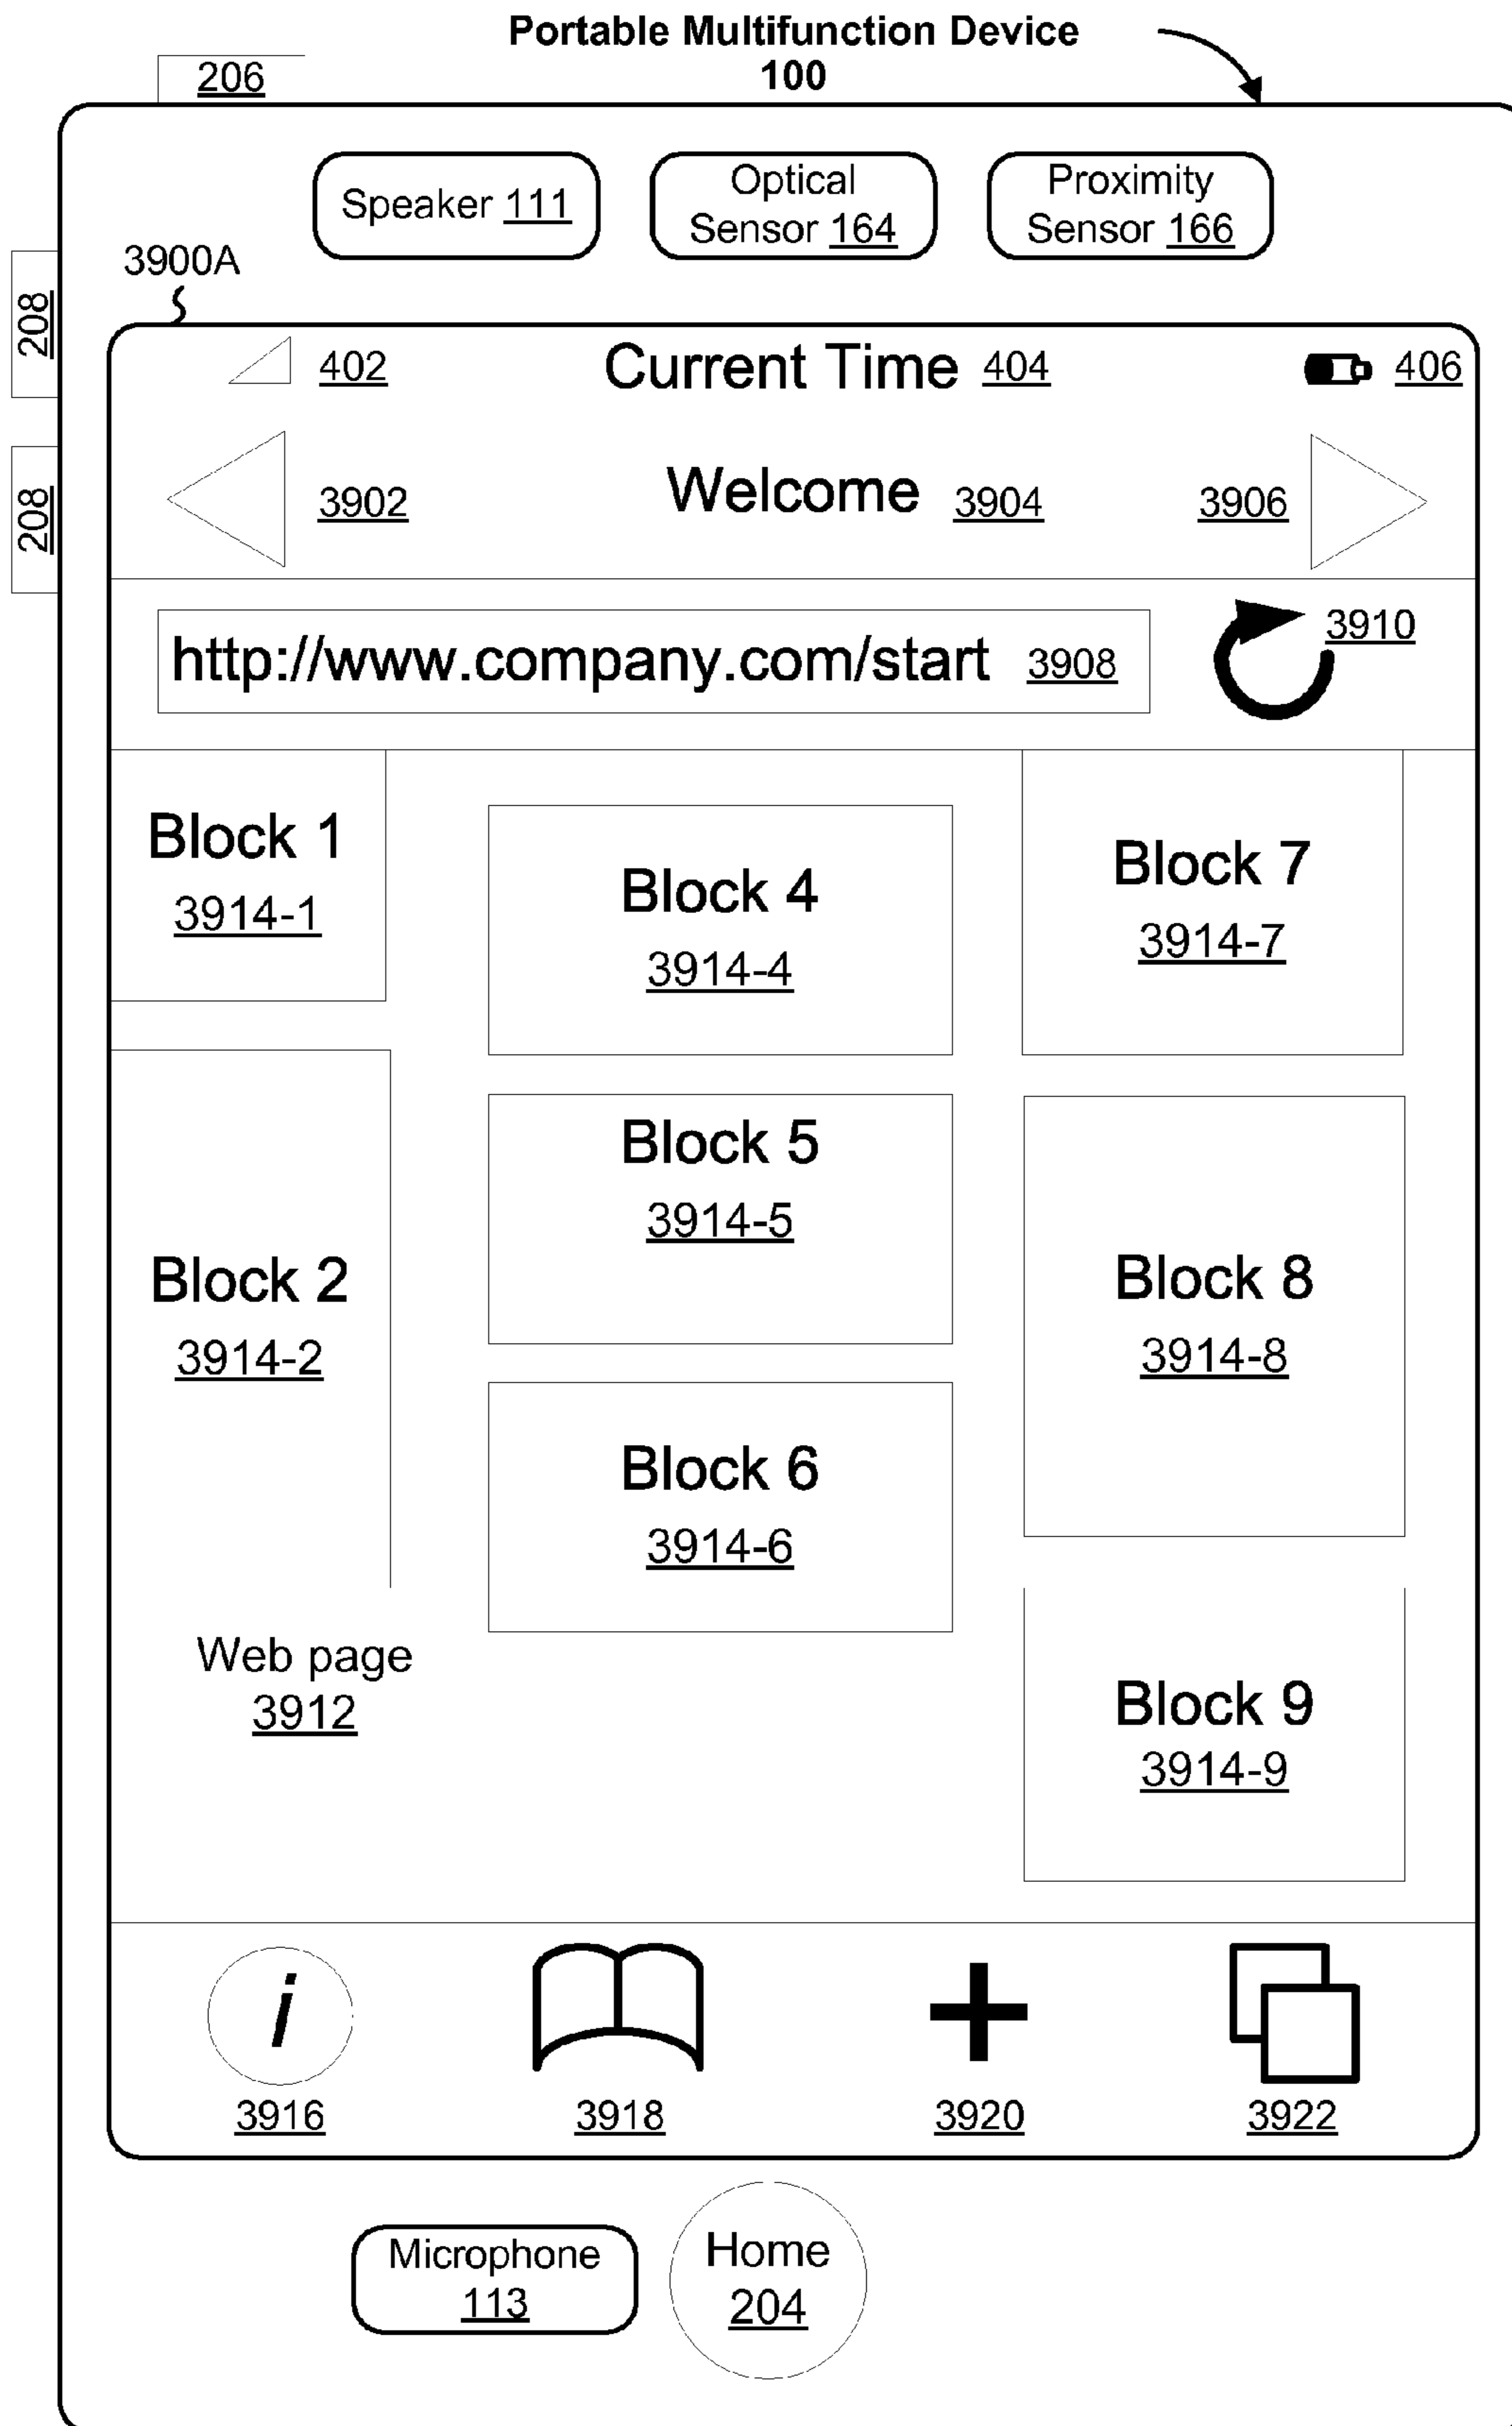 Portable Multifunction Device
100
206
Speaker 111
Optical
Sensor 164
Proximity
Sensor 166
3900A
208
208
402
Current Time 404
406
3902
Welcome 3904
3906
http://www.company.com/start 3908
3910
Block 1
3914-1
Block 4
3914-4
Block 7
3914-7
Block 5
3914-5
Block 2
3914-2
Block 8
3914-8
Block 6
3914-6
Web page
3912
Block 9
3914-9
i
3916
3918
3920
3922
Microphone
113
Home
204